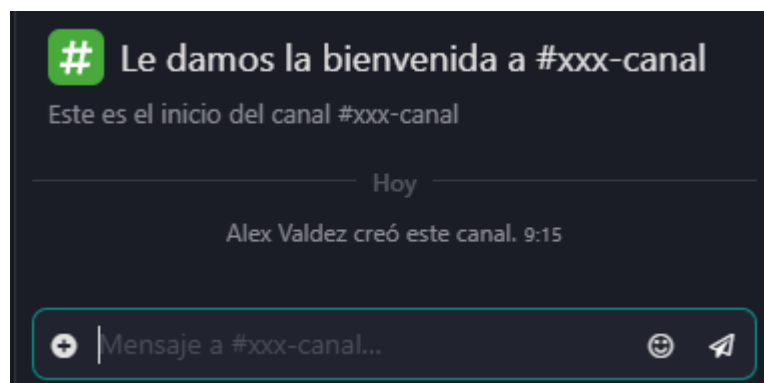 # Le damos la bienvenida a #xxx-canal
Este es el inicio del canal #xxx-canal
Hoy
Alex Valdez creó este canal. 9:15
Mensaje a #xxx-canal...